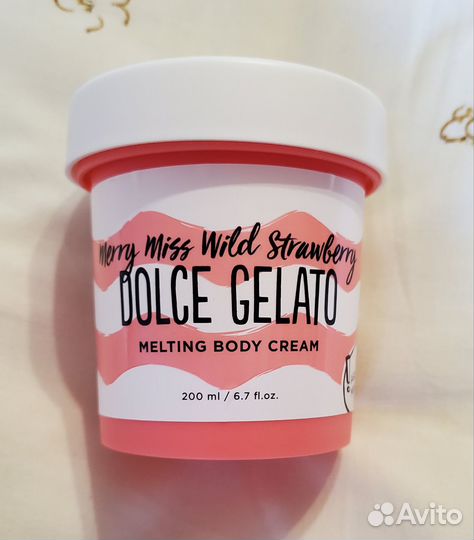 Merry Miss Wild Strawberry
DOLCE GELATO
MELTING BODY CREAM
200 ml / 6.7 fl.oz.
Avito